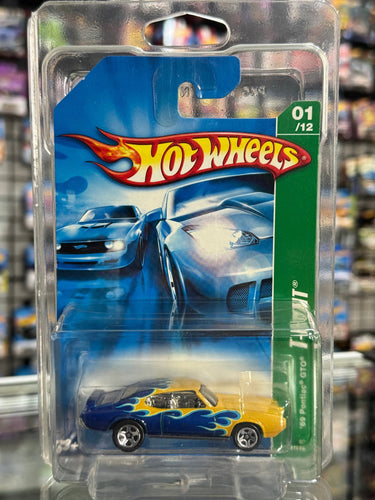 HOT WHEELS
01
/12
'69 Pontiac® GTO®